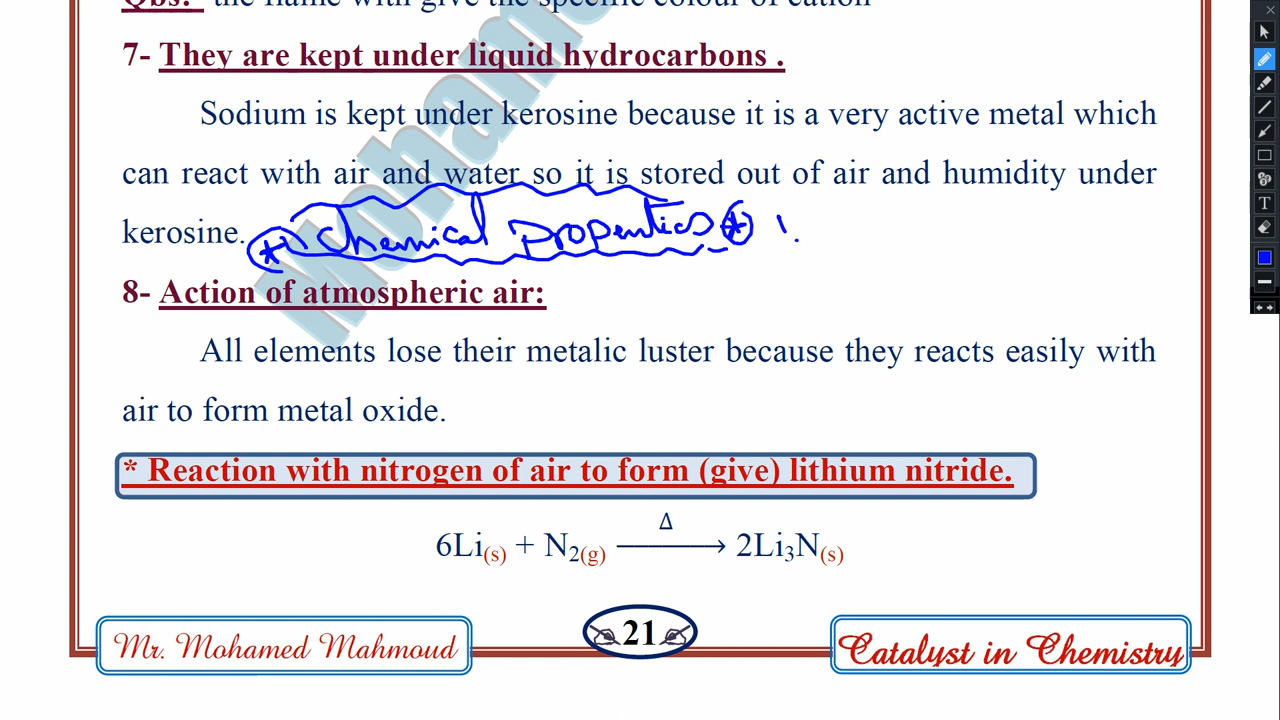 Obs: the flame with give the specific colour of cation
7- They are kept under liquid hydrocarbons .
Sodium is kept under kerosine because it is a very active metal which
can react with air and water so it is stored out of air and humidity under
kerosine.
* chemical properties *
8- Action of atmospheric air:
All elements lose their metalic luster because they reacts easily with
air to form metal oxide.
* Reaction with nitrogen of air to form (give) lithium nitride.
Δ
6Li(s) + N2(g) ⟶ 2Li3N(s)
Mr. Mohamed Mahmoud
21
Catalyst in Chemistry